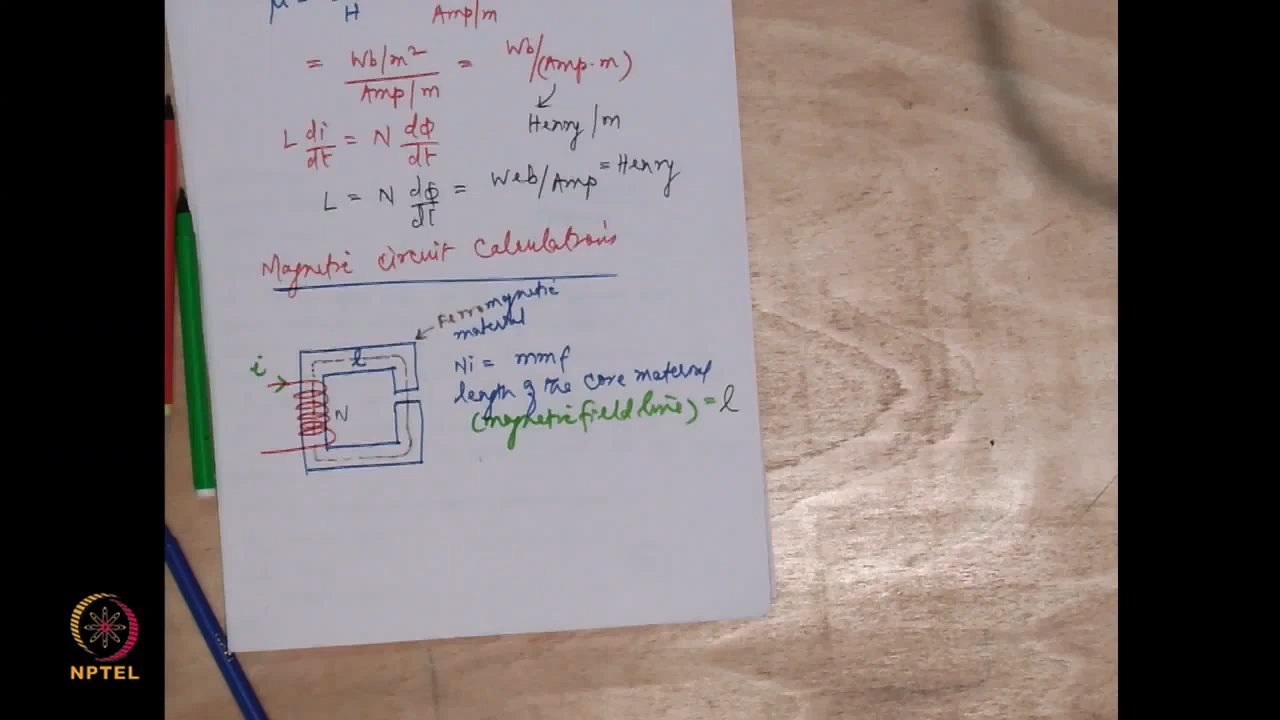 μ =
H Amp/m
= Wb/m² / Amp/m = Wb/(Amp·m)
Henry/m
L di/dt = N dΦ/dt
L = N dΦ/dI = Web/Amp = Henry
Magnetic circuit calculations
Ferromagnetic
material
i
l
N
Ni = mmf
length of the core material
(magnetic field line) = l
NPTEL